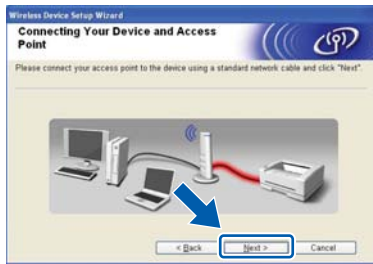 Wireless Device Setup Wizard
Connecting Your Device and Access
Point
Please connect your access point to the device using a standard network cable and click "Next".
< Back Next > Cancel